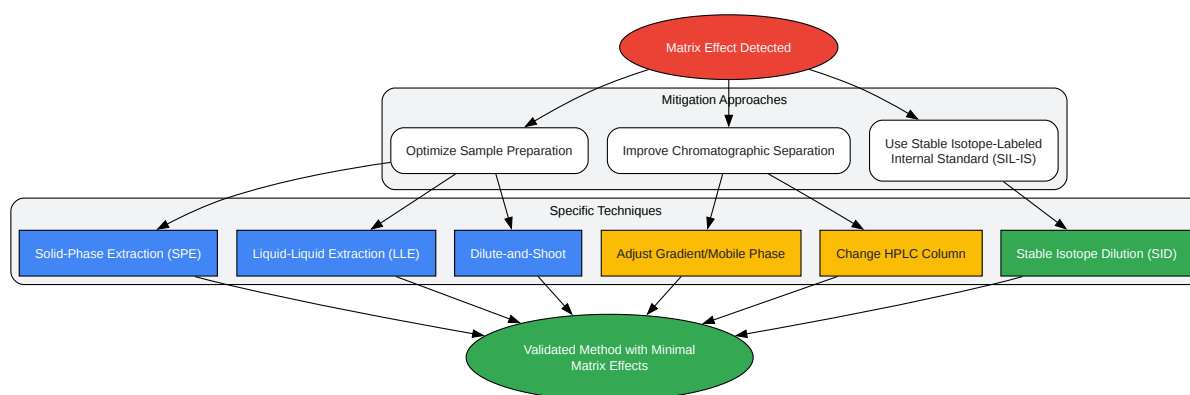 Matrix Effect Detected
Mitigation Approaches
Optimize Sample Preparation
Improve Chromatographic Separation
Use Stable Isotope-Labeled
Internal Standard (SIL-IS)
Specific Techniques
Solid-Phase Extraction (SPE)
Liquid-Liquid Extraction (LLE)
Dilute-and-Shoot
Adjust Gradient/Mobile Phase
Change HPLC Column
Stable Isotope Dilution (SID)
Validated Method with Minimal
Matrix Effects